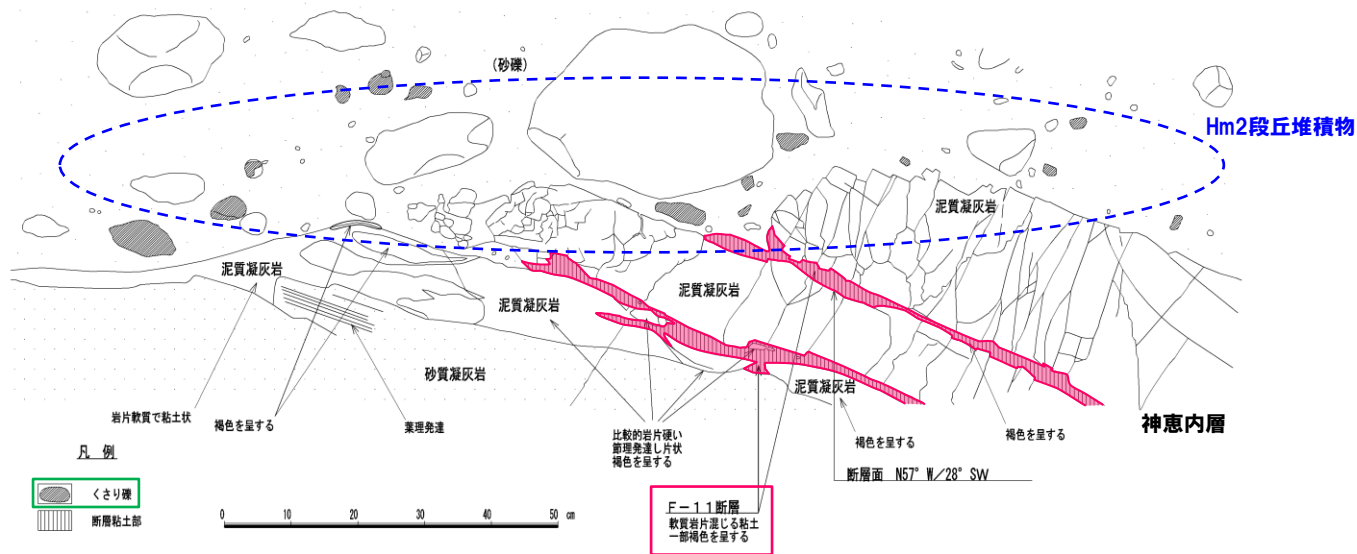 (砂礫)
Hm2段丘堆積物
泥質凝灰岩
泥質凝灰岩
泥質凝灰岩
泥質凝灰岩
砂質凝灰岩
泥質凝灰岩
岩片軟質で粘土状
褐色を呈する
葉理発達
比較的岩片硬い
節理発達し片状
褐色を呈する
褐色を呈する
褐色を呈する
神恵内層
断層面 N57°W/28°SW
凡 例
くさり礫
断層粘土部
0 10 20 30 40 50 cm
F-11断層
軟質岩片混じる粘土
一部褐色を呈する